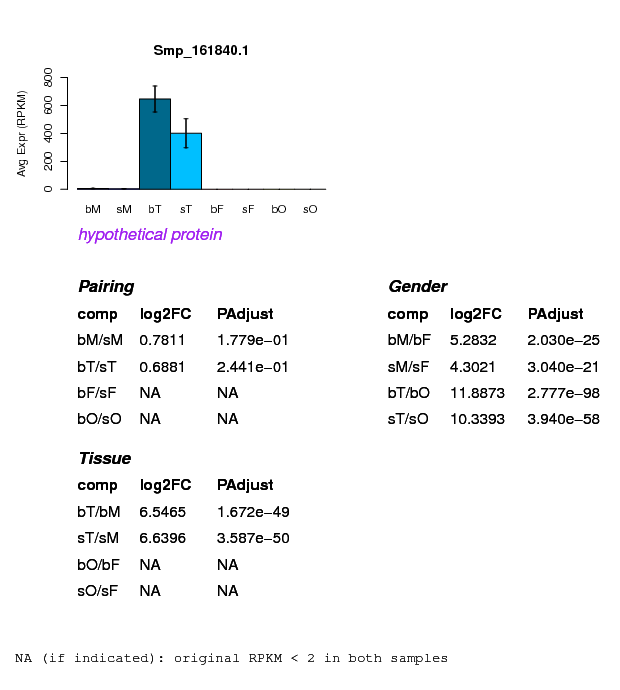 Smp_161840.1
Avg Expr (RPKM)
0 200 400 600 800
bM sM bT sT bF sF bO sO
hypothetical protein
Pairing
comp log2FC PAdjust
bM/sM 0.7811 1.779e−01
bT/sT 0.6881 2.441e−01
bF/sF NA NA
bO/sO NA NA
Gender
comp log2FC PAdjust
bM/bF 5.2832 2.030e−25
sM/sF 4.3021 3.040e−21
bT/bO 11.8873 2.777e−98
sT/sO 10.3393 3.940e−58
Tissue
comp log2FC PAdjust
bT/bM 6.5465 1.672e−49
sT/sM 6.6396 3.587e−50
bO/bF NA NA
sO/sF NA NA
NA (if indicated): original RPKM < 2 in both samples